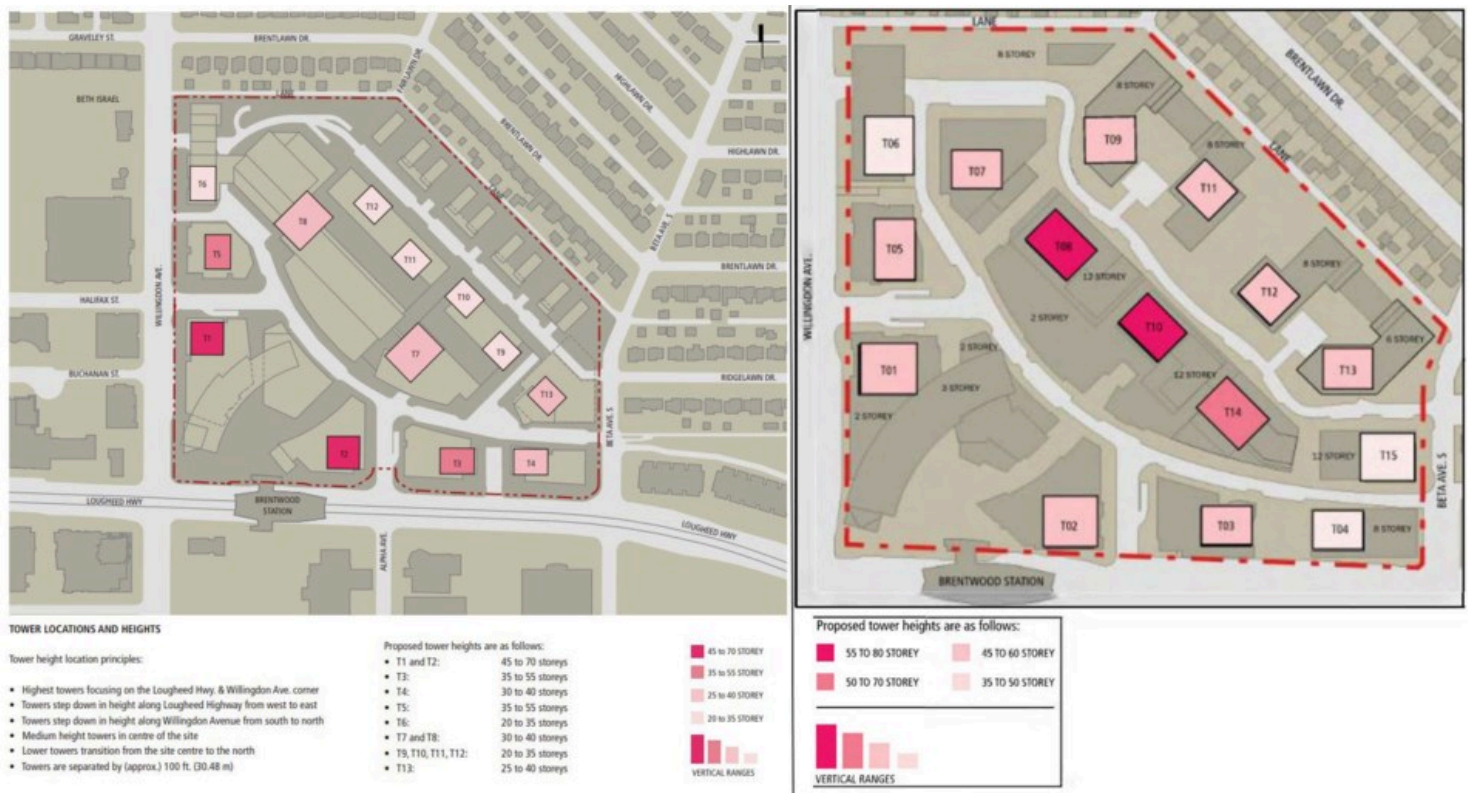 GRAVELEY ST.
BRENTLAWN DR.
FAIRLAWN DR.
HIGHLAWN DR.
BETH ISRAEL
LANE
BRENTLAWN DR.
HIGHLAWN DR.
LANE
T6
T12
T8
BETA AVE. S
T5
T11
BRENTLAWN DR.
WILLINGDON AVE.
HALIFAX ST.
T10
T1
T7
T9
BUCHANAN ST.
RIDGELAWN DR.
T13
BETA AVE. S
T2
T3
T4
LOUGHEED HWY
BRENTWOOD
STATION
LOUGHEED HWY
ALPHA AVE.
TOWER LOCATIONS AND HEIGHTS
Tower height location principles:
• Highest towers focusing on the Lougheed Hwy. & Willingdon Ave. corner
• Towers step down in height along Lougheed Highway from west to east
• Towers step down in height along Willingdon Avenue from south to north
• Medium height towers in centre of the site
• Lower towers transition from the site centre to the north
• Towers are separated by (approx.) 100 ft. (30.48 m)
Proposed tower heights are as follows:
• T1 and T2: 45 to 70 storeys
• T3: 35 to 55 storeys
• T4: 30 to 40 storeys
• T5: 35 to 55 storeys
• T6: 20 to 35 storeys
• T7 and T8: 30 to 40 storeys
• T9, T10, T11, T12: 20 to 35 storeys
• T13: 25 to 40 storeys
45 to 70 STOREY
35 to 55 STOREY
25 to 40 STOREY
20 to 35 STOREY
VERTICAL RANGES
LANE
8 STOREY
BRENTLAWN DR.
8 STOREY
T06
T09
LANE
8 STOREY
T07
T11
T05
T08
8 STOREY
12 STOREY
T12
WILLINGDON AVE.
2 STOREY
T10
6 STOREY
2 STOREY
T01
12 STOREY
T13
3 STOREY
2 STOREY
T14
12 STOREY
T15
BETA AVE. S
T02
T03
T04
8 STOREY
BRENTWOOD STATION
Proposed tower heights are as follows:
55 TO 80 STOREY
45 TO 60 STOREY
50 TO 70 STOREY
35 TO 50 STOREY
VERTICAL RANGES